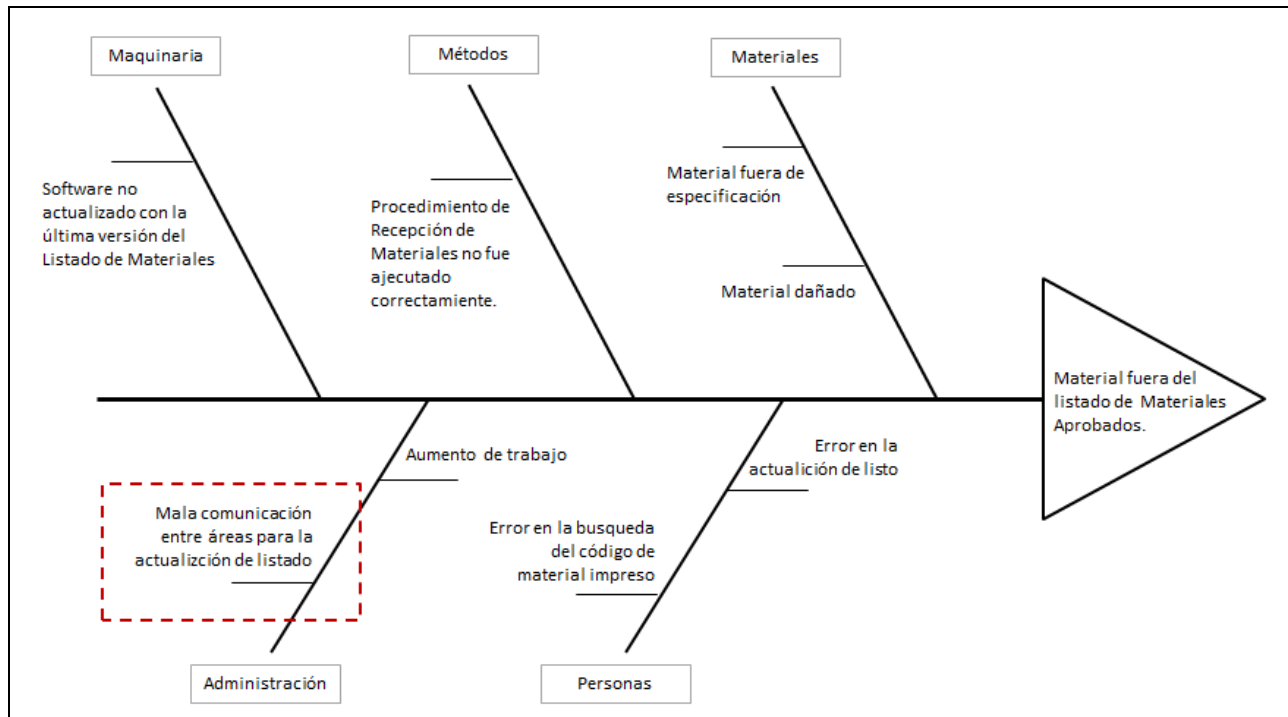 Maquinaria
Métodos
Materiales
Software no
actualizado con la
última versión del
Listado de Materiales
Procedimiento de
Recepción de
Materiales no fue
ajecutado
correctamente.
Material fuera de
especificación
Material dañado
Material fuera del
listado de Materiales
Aprobados.
Aumento de trabajo
Mala comunicación
entre áreas para la
actualizción de listado
Error en la
actualición de listo
Error en la busqueda
del código de
material impreso
Administración
Personas